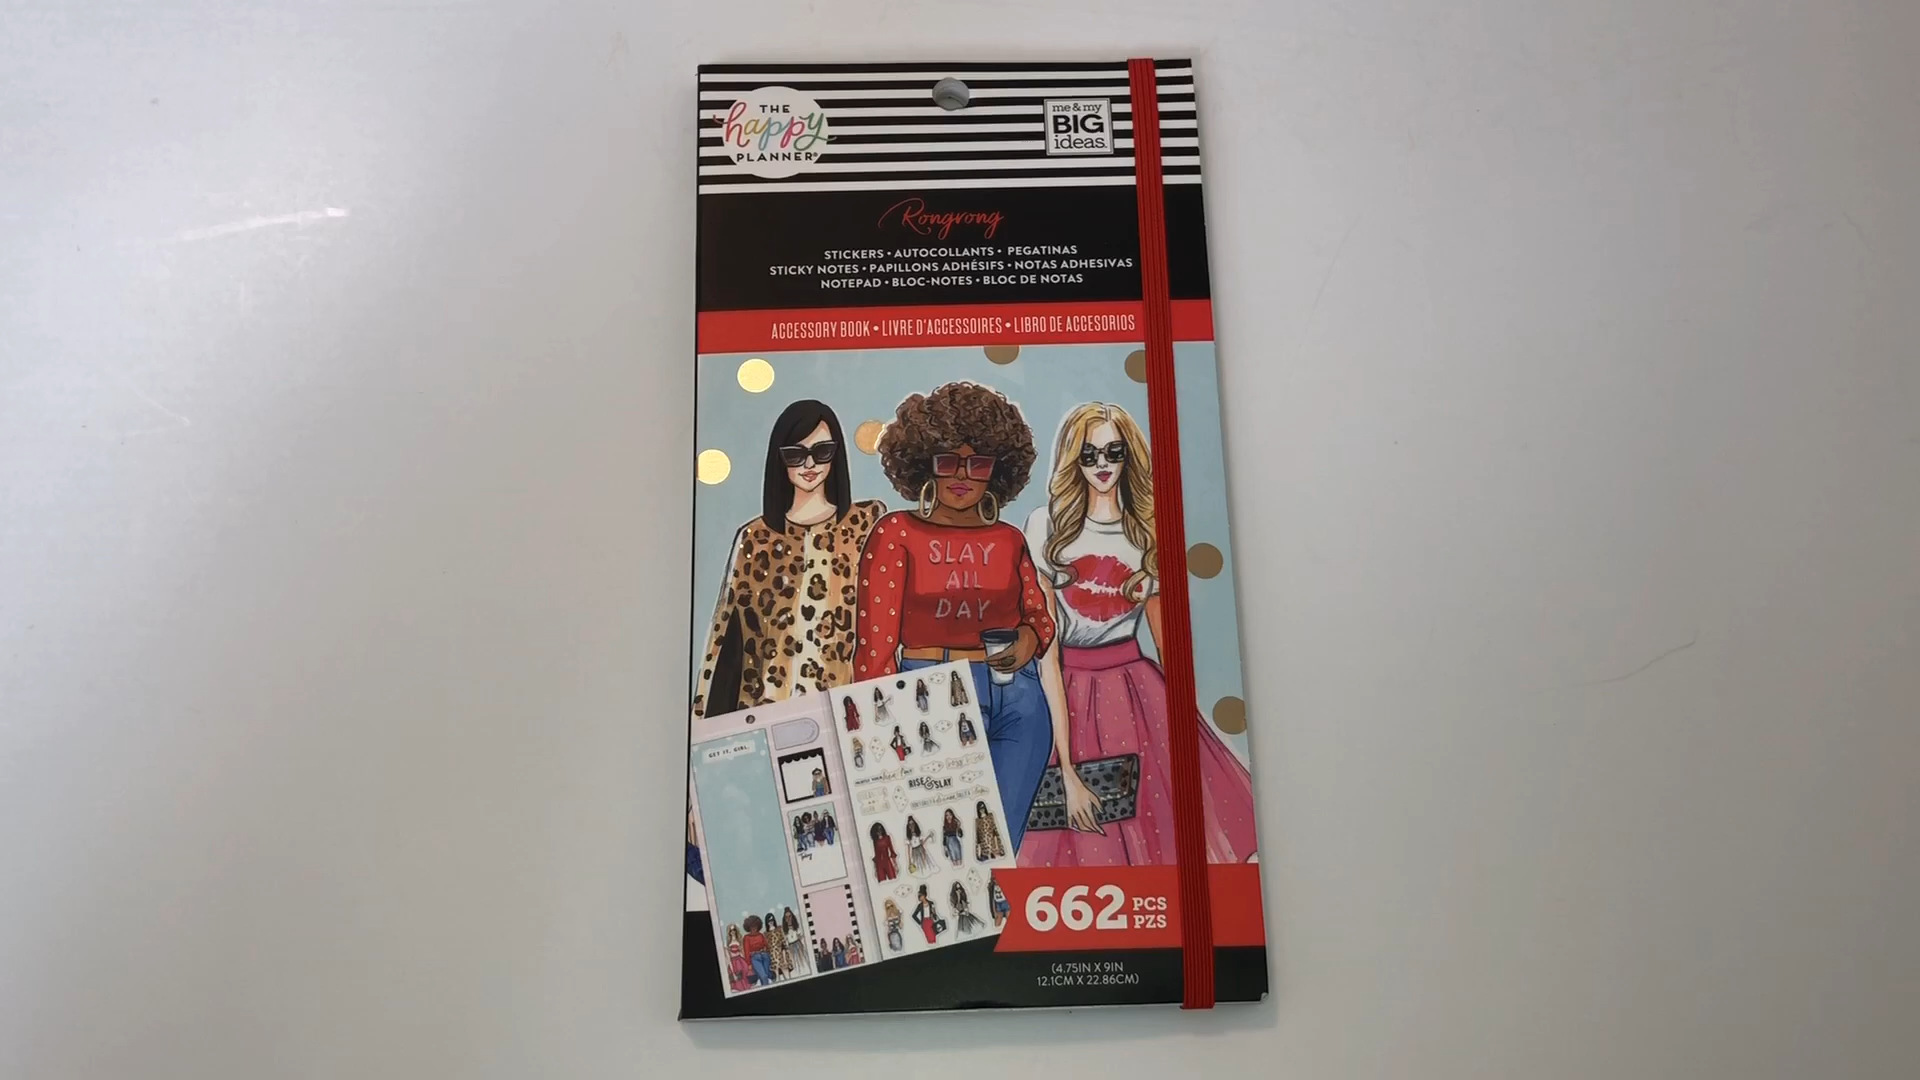 THE
happy
PLANNER®
me & my
BIG
ideas.
Rongrong
STICKERS • AUTOCOLLANTS • PEGATINAS
STICKY NOTES • PAPILLONS ADHÉSIFS • NOTAS ADHESIVAS
NOTEPAD • BLOC-NOTES • BLOC DE NOTAS
ACCESSORY BOOK • LIVRE D'ACCESSOIRES • LIBRO DE ACCESORIOS
SLAY
ALL
DAY
GET IT, GIRL
RISE & SLAY
Today
662 PCS
PZS
(4.75IN X 9IN
12.1CM X 22.86CM)